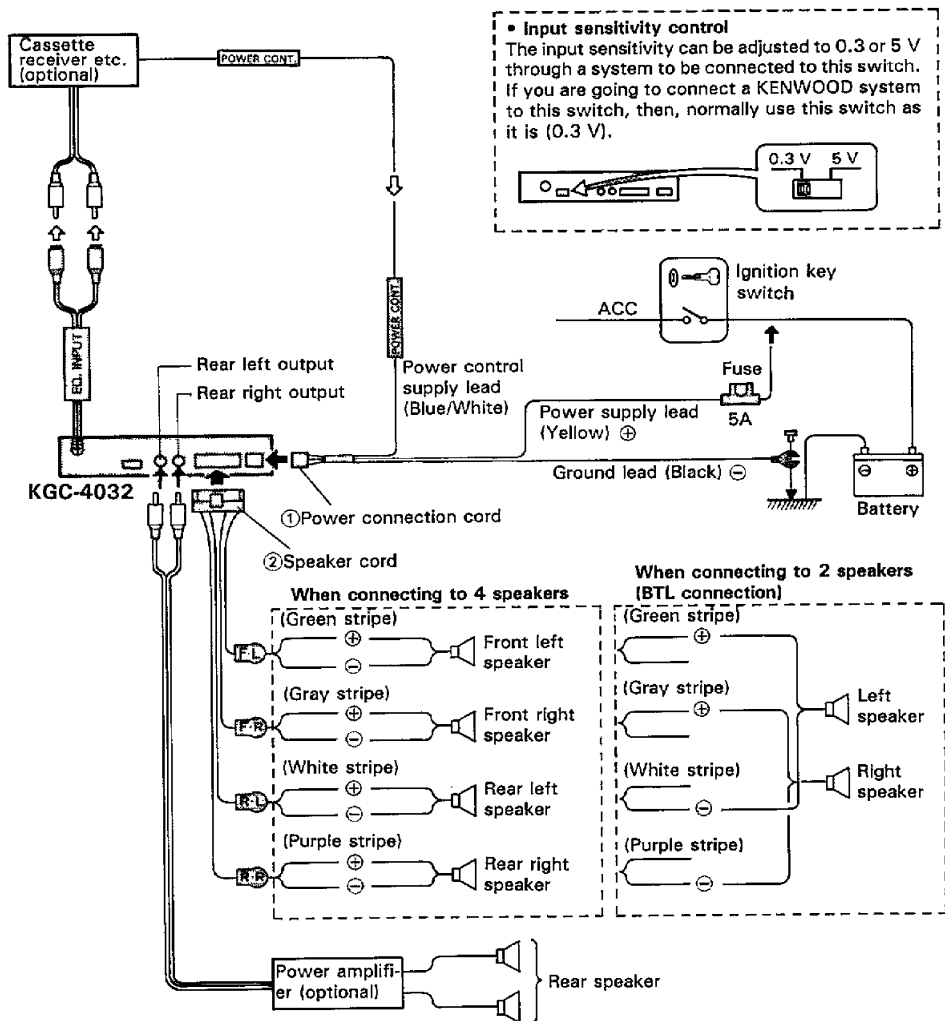 Cassette
receiver etc.
(optional)
POWER CONT.
• Input sensitivity control
The input sensitivity can be adjusted to 0.3 or 5 V
through a system to be connected to this switch.
If you are going to connect a KENWOOD system
to this switch, then, normally use this switch as
it is (0.3 V).
0.3 V 5 V
Ignition key
switch
ACC
POWER CONT.
EQ. INPUT
Rear left output
Rear right output
Power control
supply lead
(Blue/White)
Fuse
5A
Power supply lead
(Yellow) ⊕
Ground lead (Black) ⊖
⊖ ⊕
Battery
KGC-4032
①Power connection cord
②Speaker cord
When connecting to 4 speakers
(Green stripe)
F·L
⊕
⊖
Front left
speaker
(Gray stripe)
F·R
⊕
⊖
Front right
speaker
(White stripe)
R·L
⊕
⊖
Rear left
speaker
(Purple stripe)
R·R
⊕
⊖
Rear right
speaker
When connecting to 2 speakers
(BTL connection)
(Green stripe)
⊕
(Gray stripe)
⊕
Left
speaker
(White stripe)
⊖
Right
speaker
(Purple stripe)
⊖
Power amplifi-
er (optional)
Rear speaker